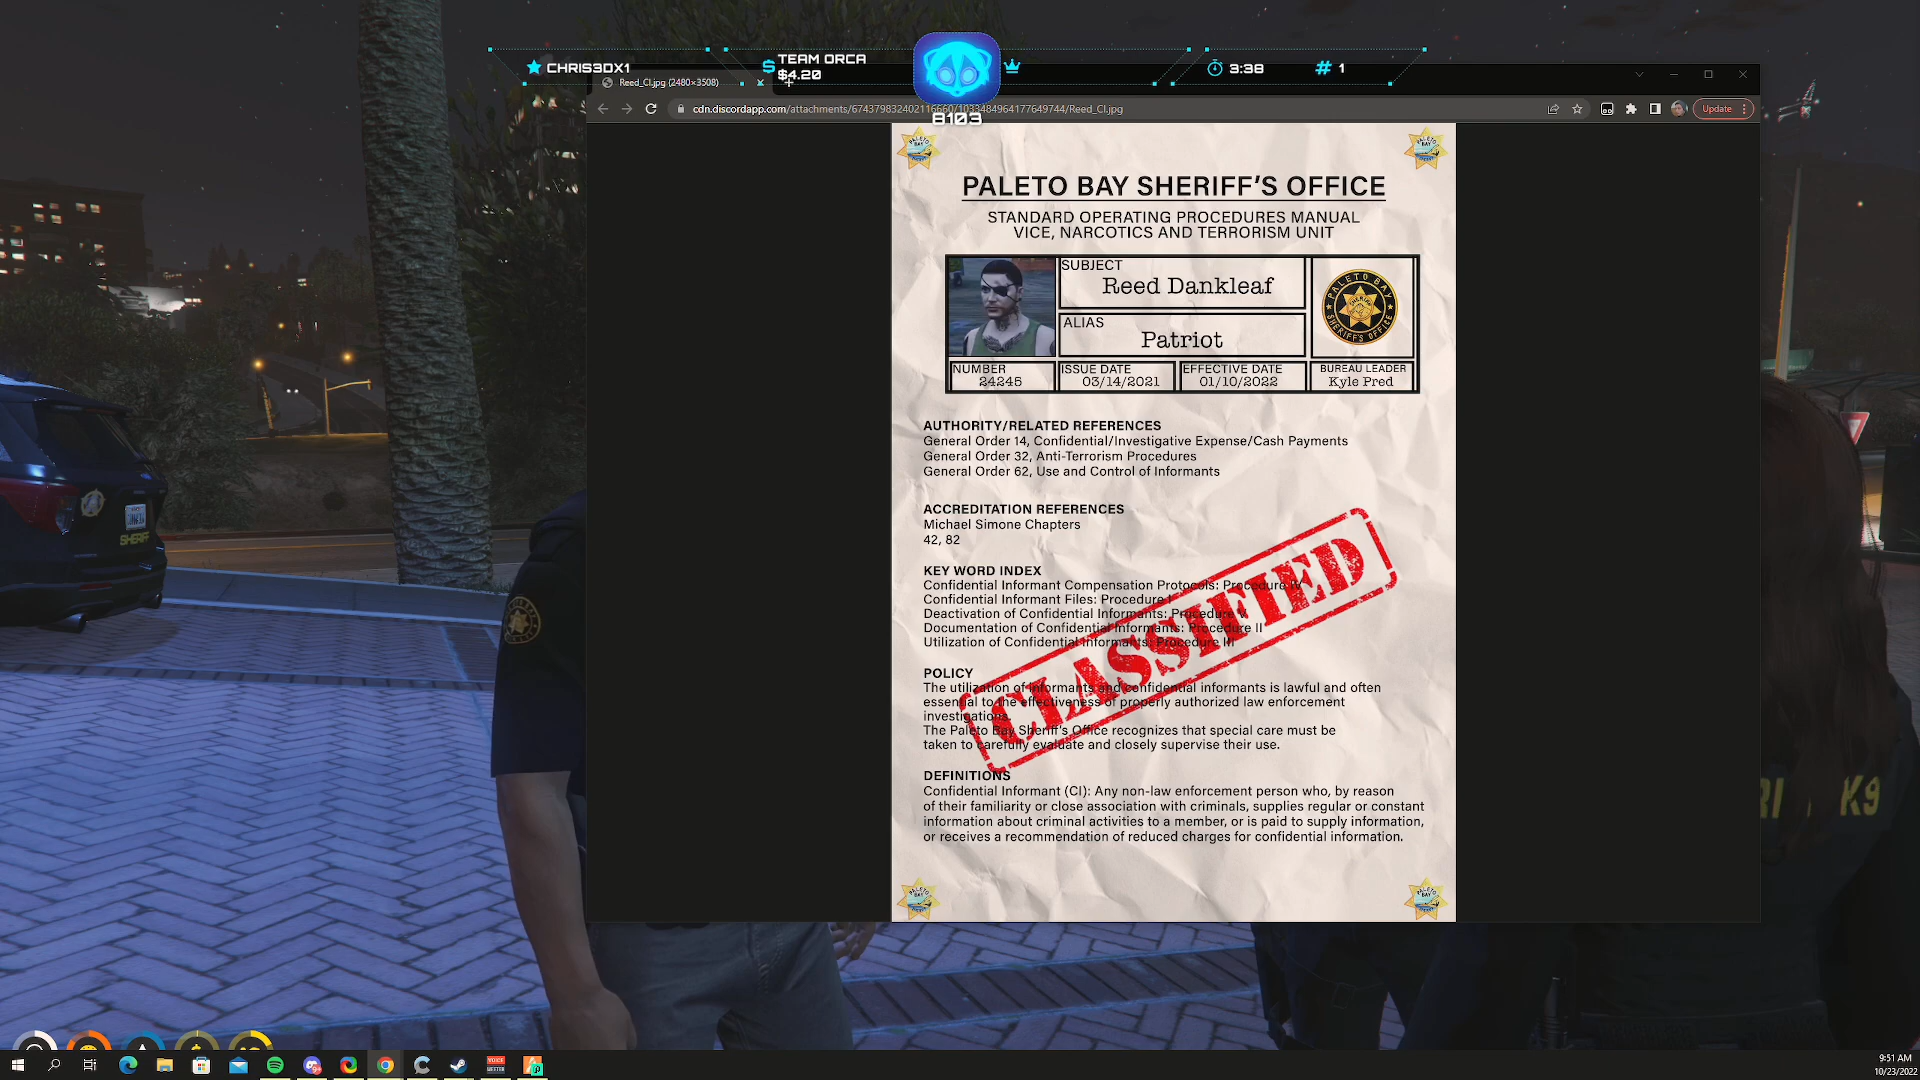 CHRIS3DX1
TEAM ORCA
$4.20
3:38
# 1
8103
Reed_CI.jpg (2480×3508)
cdn.discordapp.com/attachments/674379832402116660/1033484964177649744/Reed_CI.jpg
Update
PALETO BAY SHERIFF'S OFFICE
STANDARD OPERATING PROCEDURES MANUAL
VICE, NARCOTICS AND TERRORISM UNIT
SUBJECT
Reed Dankleaf
ALIAS
Patriot
PALETO BAY
SHERIFF'S OFFICE
NUMBER
24245
ISSUE DATE
03/14/2021
EFFECTIVE DATE
01/10/2022
BUREAU LEADER
Kyle Pred
AUTHORITY/RELATED REFERENCES
General Order 14, Confidential/Investigative Expense/Cash Payments
General Order 32, Anti-Terrorism Procedures
General Order 62, Use and Control of Informants
ACCREDITATION REFERENCES
Michael Simone Chapters
42, 82
KEY WORD INDEX
Confidential Informant Compensation Protocols: Procedure IV
Confidential Informant Files: Procedure I
Deactivation of Confidential Informants: Procedure V
Documentation of Confidential Informants: Procedure II
Utilization of Confidential Informants: Procedure III
CLASSIFIED
POLICY
The utilization of informants and confidential informants is lawful and often
essential to the effectiveness of properly authorized law enforcement
investigations.
The Paleto Bay Sheriff's Office recognizes that special care must be
taken to carefully evaluate and closely supervise their use.
DEFINITIONS
Confidential Informant (CI): Any non-law enforcement person who, by reason
of their familiarity or close association with criminals, supplies regular or constant
information about criminal activities to a member, or is paid to supply information,
or receives a recommendation of reduced charges for confidential information.
SHERIFF
K9
9:51 AM
10/23/2022